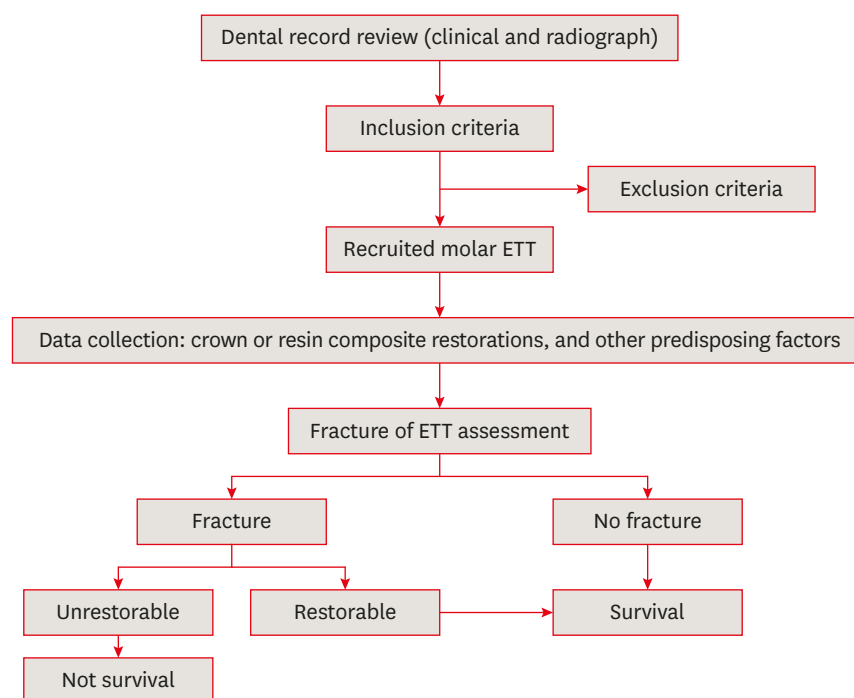 Dental record review (clinical and radiograph)
Inclusion criteria
Exclusion criteria
Recruited molar ETT
Data collection: crown or resin composite restorations, and other predisposing factors
Fracture of ETT assessment
Fracture
No fracture
Unrestorable
Restorable
Survival
Not survival